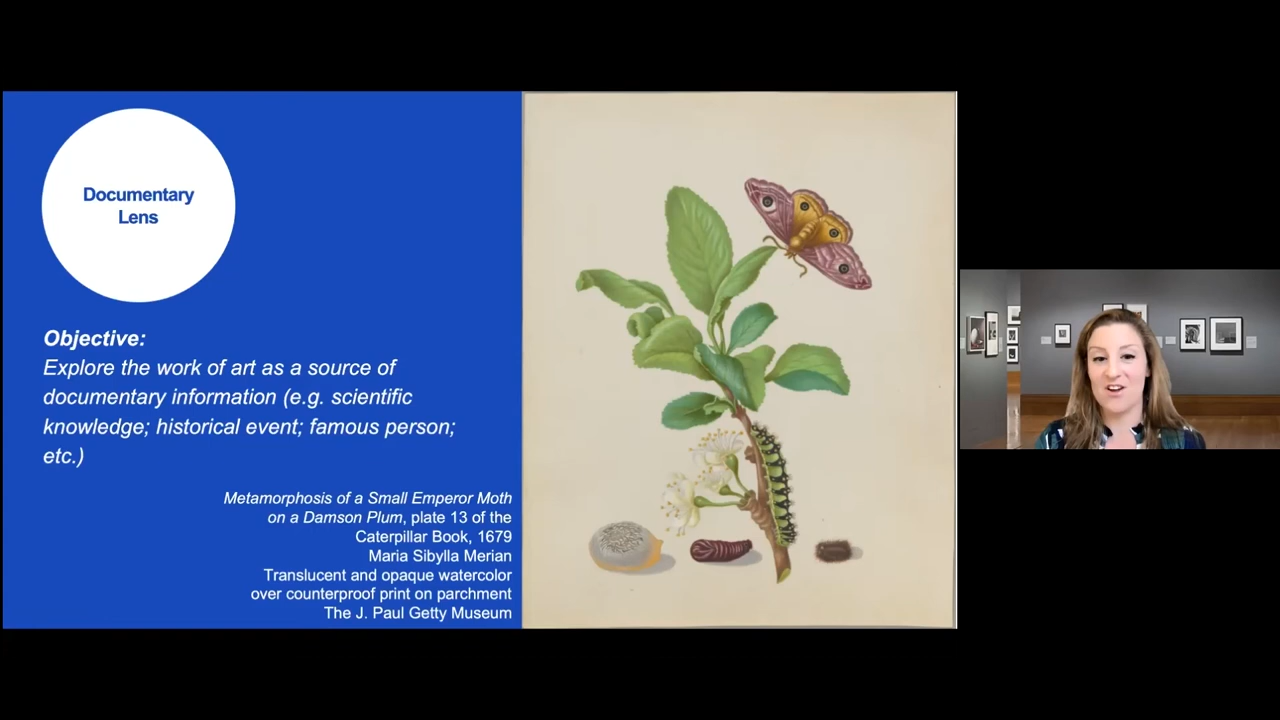 Documentary
Lens
Objective:
Explore the work of art as a source of
documentary information (e.g. scientific
knowledge; historical event; famous person;
etc.)
Metamorphosis of a Small Emperor Moth
on a Damson Plum, plate 13 of the
Caterpillar Book, 1679
Maria Sibylla Merian
Translucent and opaque watercolor
over counterproof print on parchment
The J. Paul Getty Museum